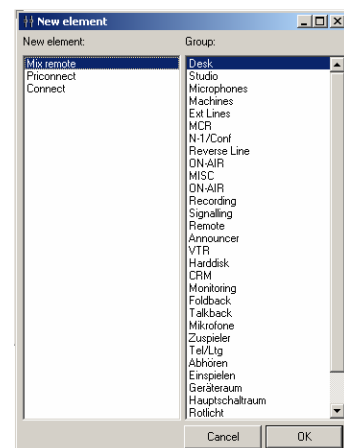 New element
New element:
Group:
Mix remote
Priconnect
Connect
Desk
Studio
Microphones
Machines
Ext Lines
MCR
N-1/Conf
Reverse Line
ON-AIR
MISC
ON-AIR
Recording
Signalling
Remote
Announcer
VTR
Harddisk
CRM
Monitoring
Foldback
Talkback
Mikrofone
Zuspieler
Tel/Ltg
Abhören
Einspielen
Geräteraum
Hauptschaltraum
Rotlicht
Cancel
OK